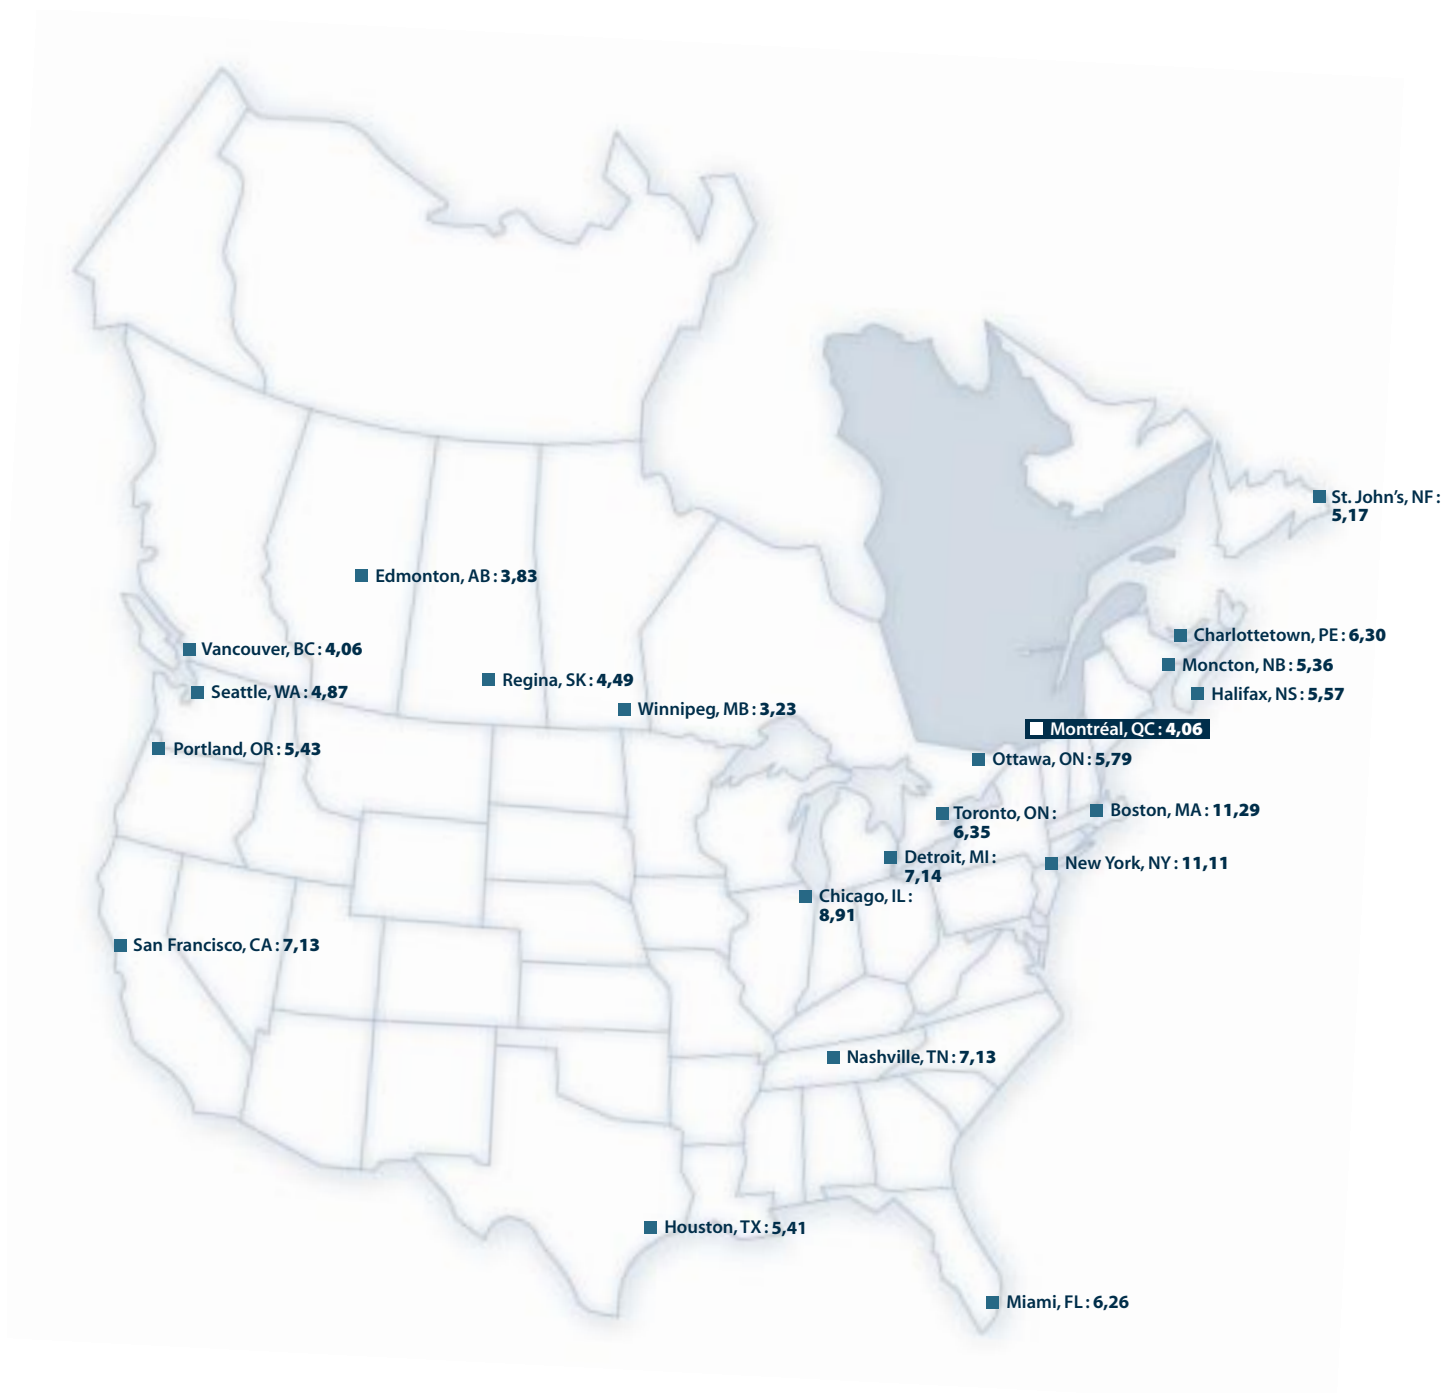 St. John’s, NF :
5,17
Edmonton, AB : 3,83
Charlottetown, PE : 6,30
Vancouver, BC : 4,06
Moncton, NB : 5,36
Regina, SK : 4,49
Seattle, WA : 4,87
Halifax, NS : 5,57
Winnipeg, MB : 3,23
Montréal, QC : 4,06
Portland, OR : 5,43
Ottawa, ON : 5,79
Boston, MA : 11,29
Toronto, ON :
6,35
Detroit, MI :
7,14
New York, NY : 11,11
Chicago, IL :
8,91
San Francisco, CA : 7,13
Nashville, TN : 7,13
Houston, TX : 5,41
Miami, FL : 6,26